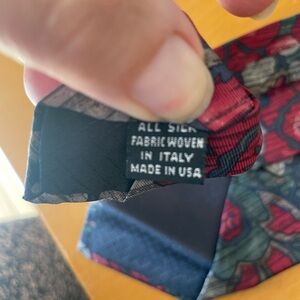 ALL SILK
FABRIC WOVEN
IN ITALY
MADE IN USA